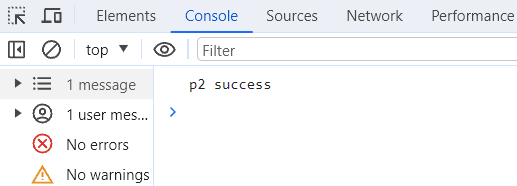 Elements Console Sources Network Performance
top Filter
1 message
p2 success
1 user mes...
No errors
No warnings